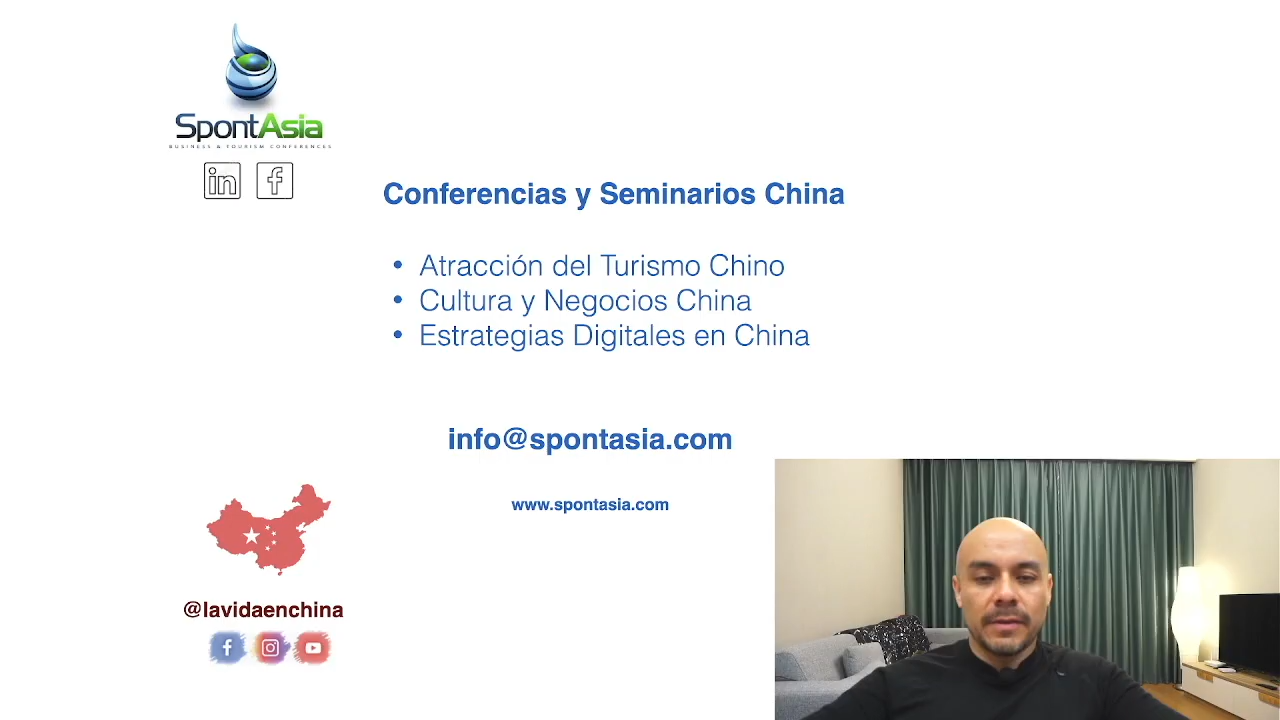 SpontAsia
BUSINESS & TOURISM CONFERENCES
in f
Conferencias y Seminarios China
• Atracción del Turismo Chino
• Cultura y Negocios China
• Estrategias Digitales en China
info@spontasia.com
www.spontasia.com
@lavidaenchina
f